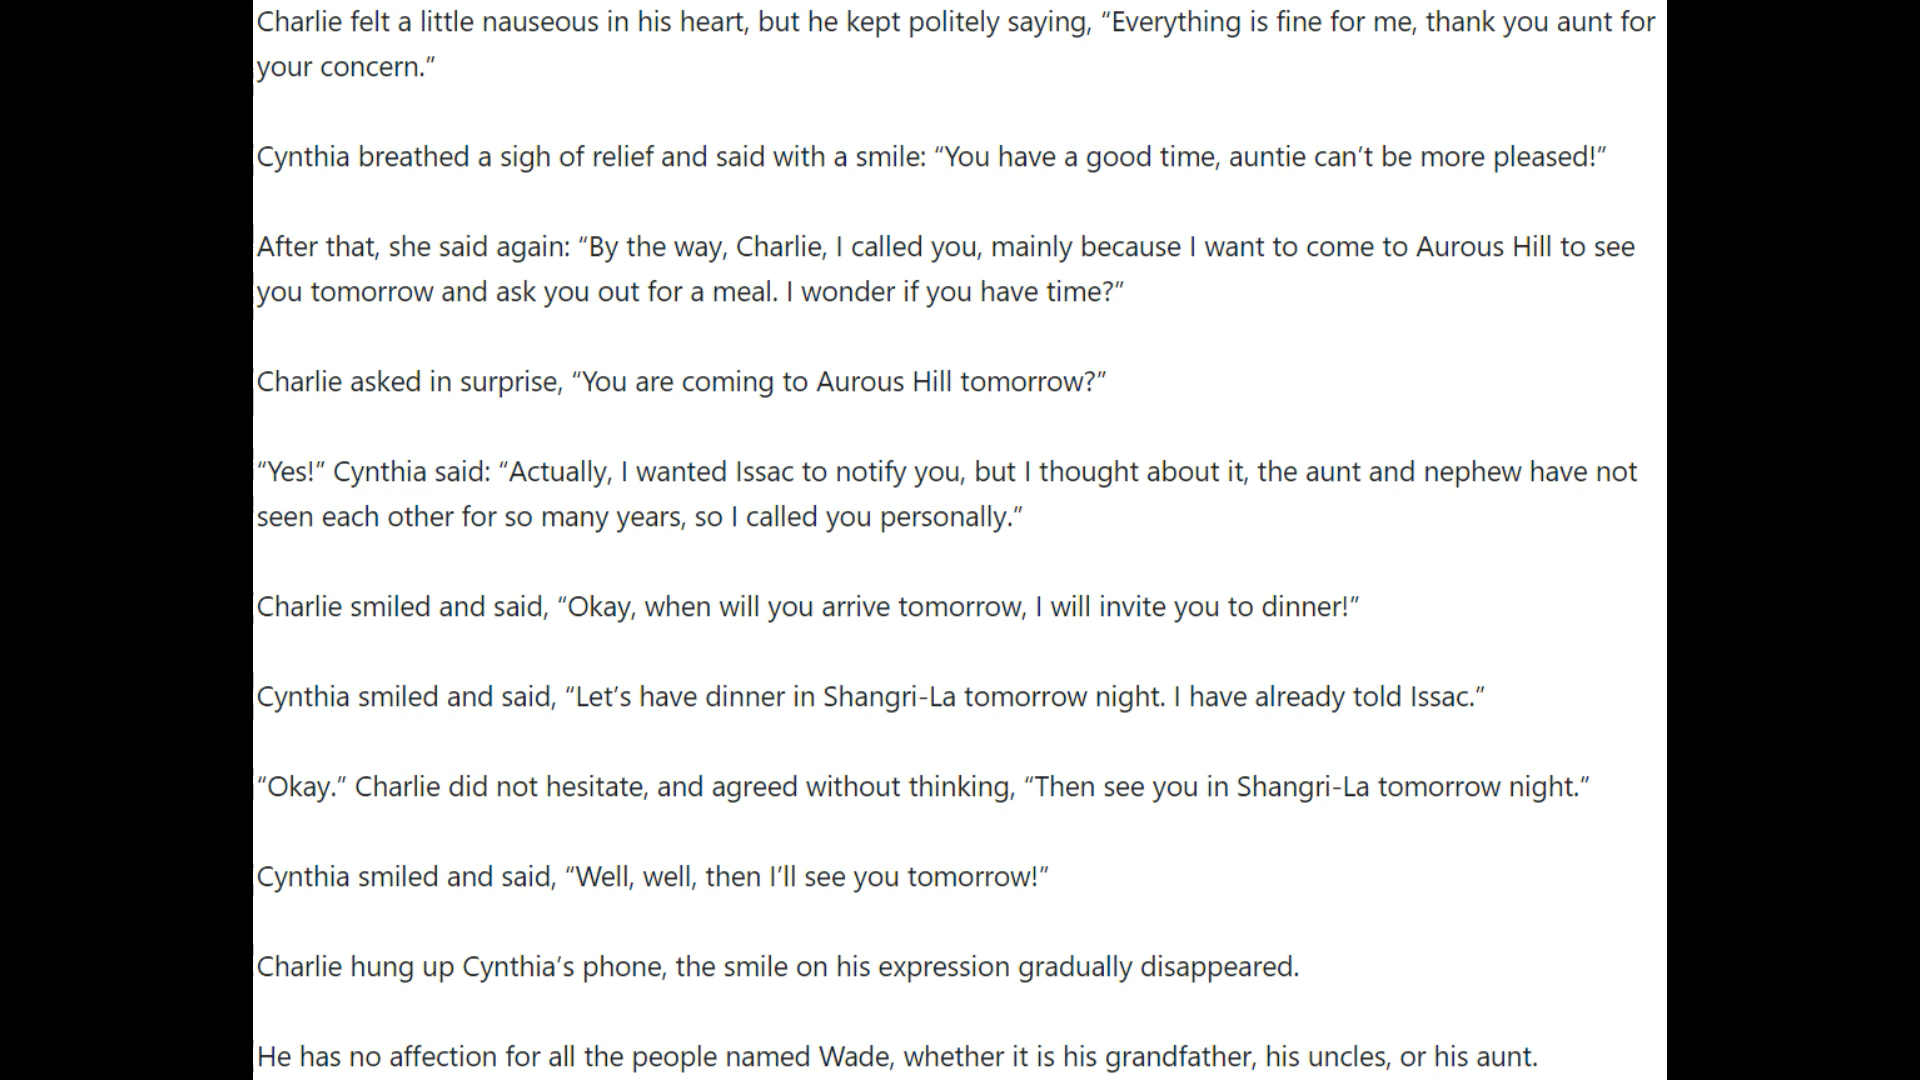 Charlie felt a little nauseous in his heart, but he kept politely saying, “Everything is fine for me, thank you aunt for
your concern.”
Cynthia breathed a sigh of relief and said with a smile: “You have a good time, auntie can’t be more pleased!”
After that, she said again: “By the way, Charlie, I called you, mainly because I want to come to Aurous Hill to see
you tomorrow and ask you out for a meal. I wonder if you have time?”
Charlie asked in surprise, “You are coming to Aurous Hill tomorrow?”
“Yes!” Cynthia said: “Actually, I wanted Issac to notify you, but I thought about it, the aunt and nephew have not
seen each other for so many years, so I called you personally.”
Charlie smiled and said, “Okay, when will you arrive tomorrow, I will invite you to dinner!”
Cynthia smiled and said, “Let’s have dinner in Shangri-La tomorrow night. I have already told Issac.”
“Okay.” Charlie did not hesitate, and agreed without thinking, “Then see you in Shangri-La tomorrow night.”
Cynthia smiled and said, “Well, well, then I’ll see you tomorrow!”
Charlie hung up Cynthia’s phone, the smile on his expression gradually disappeared.
He has no affection for all the people named Wade, whether it is his grandfather, his uncles, or his aunt.